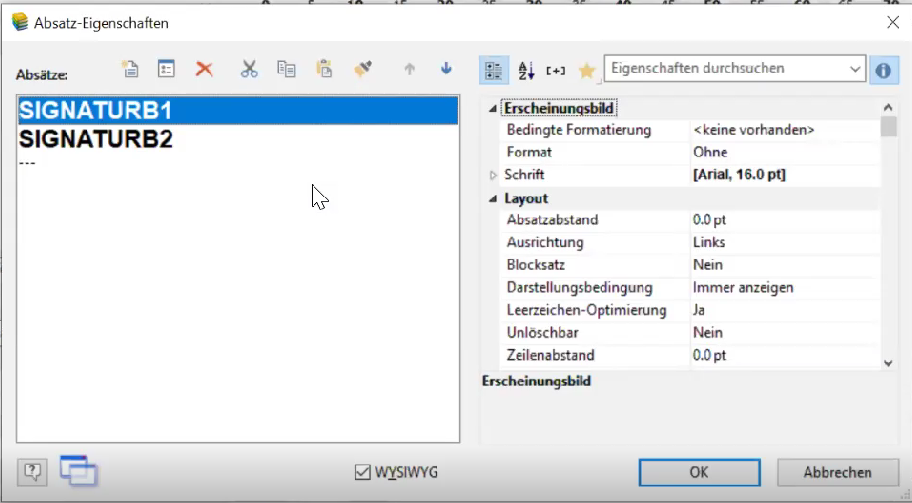 Absatz-Eigenschaften
Absätze:
SIGNATURB1
SIGNATURB2
---
Eigenschaften durchsuchen
Erscheinungsbild
Bedingte Formatierung <keine vorhanden>
Format Ohne
Schrift [Arial, 16.0 pt]
Layout
Absatzabstand 0.0 pt
Ausrichtung Links
Blocksatz Nein
Darstellungsbedingung Immer anzeigen
Leerzeichen-Optimierung Ja
Unlöschbar Nein
Zeilenabstand 0.0 pt
Erscheinungsbild
WYSIWYG
OK
Abbrechen